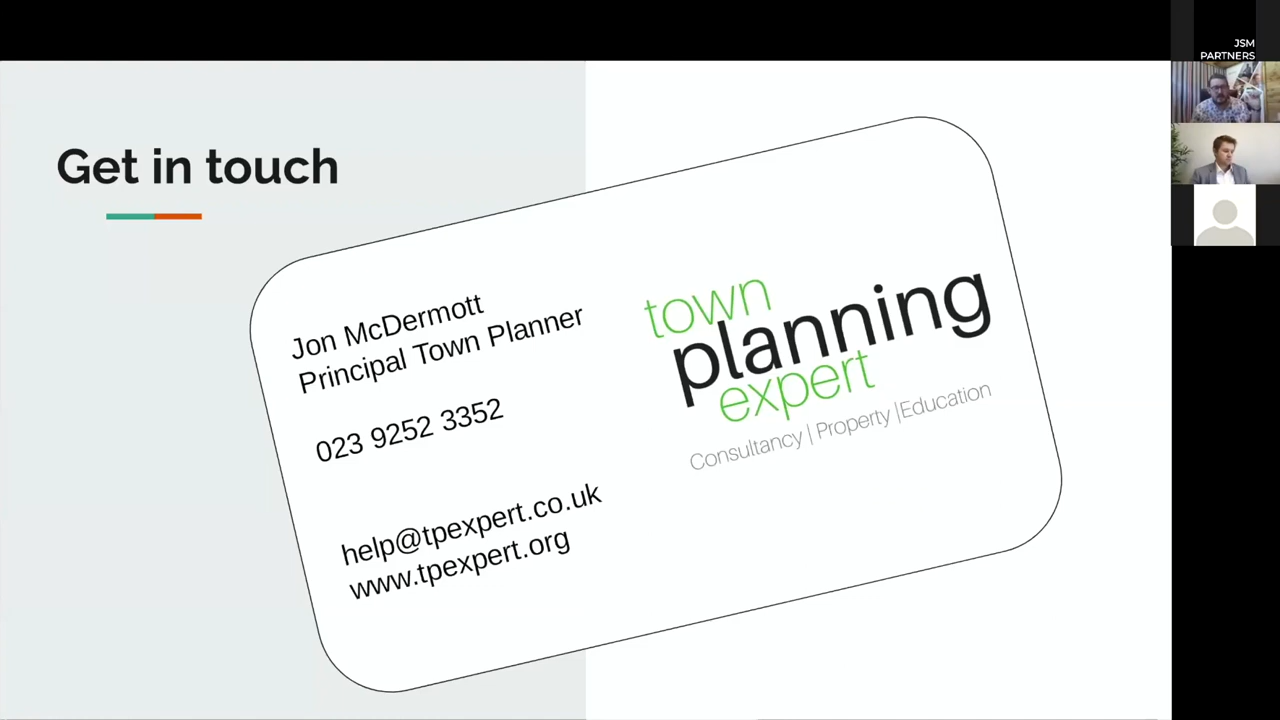 JSM
PARTNERS
Get in touch
Jon McDermott
Principal Town Planner
023 9252 3352
help@tpexpert.co.uk
www.tpexpert.org
town
planning
expert
Consultancy | Property |Education